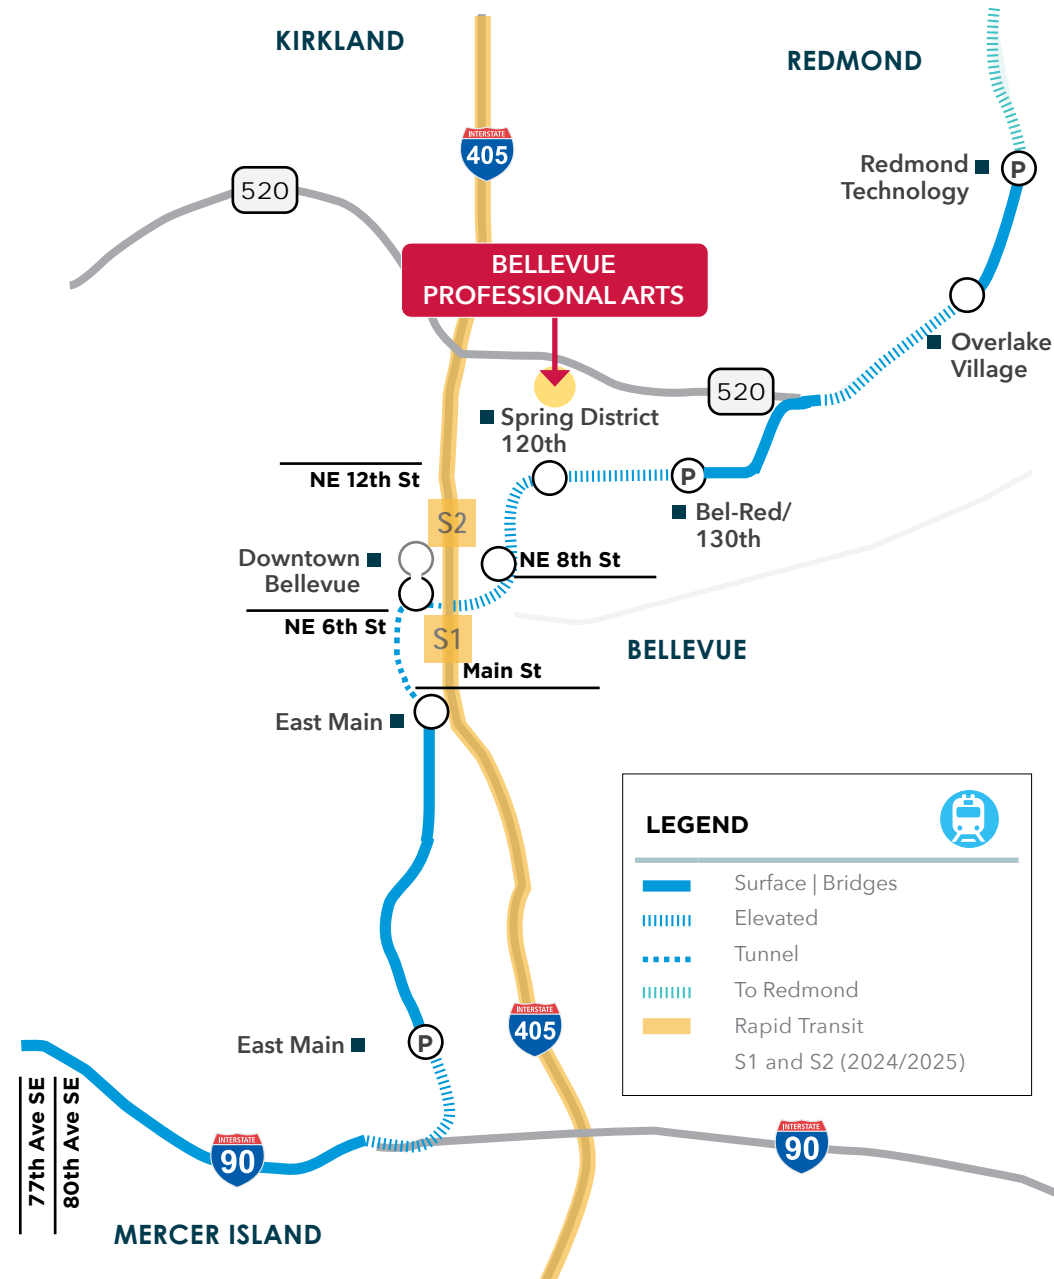 KIRKLAND
REDMOND
INTERSTATE
405
Redmond
Technology
P
520
BELLEVUE
PROFESSIONAL ARTS
Overlake
Village
520
Spring District
120th
NE 12th St
P
Bel-Red/
130th
S2
Downtown
Bellevue
NE 8th St
NE 6th St
S1
BELLEVUE
Main St
East Main
LEGEND
Surface | Bridges
Elevated
Tunnel
To Redmond
Rapid Transit
S1 and S2 (2024/2025)
INTERSTATE
405
East Main
P
77th Ave SE
80th Ave SE
INTERSTATE
90
INTERSTATE
90
MERCER ISLAND